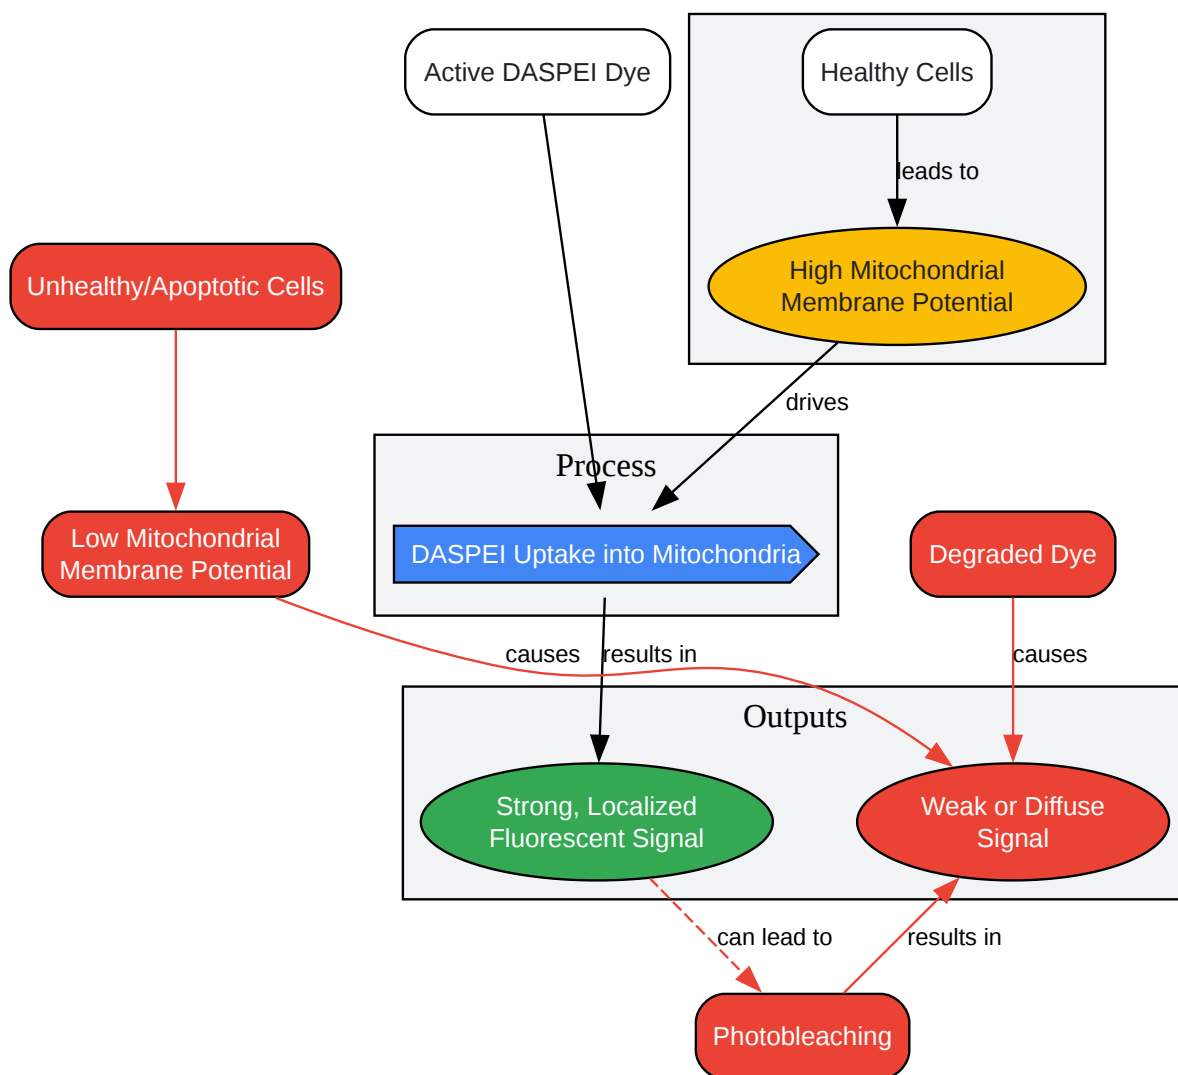 Active DASPEI Dye
Healthy Cells
leads to
Unhealthy/Apoptotic Cells
High Mitochondrial
Membrane Potential
drives
Process
Low Mitochondrial
Membrane Potential
DASPEI Uptake into Mitochondria
Degraded Dye
causes
results in
causes
Outputs
Strong, Localized
Fluorescent Signal
Weak or Diffuse
Signal
can lead to
results in
Photobleaching